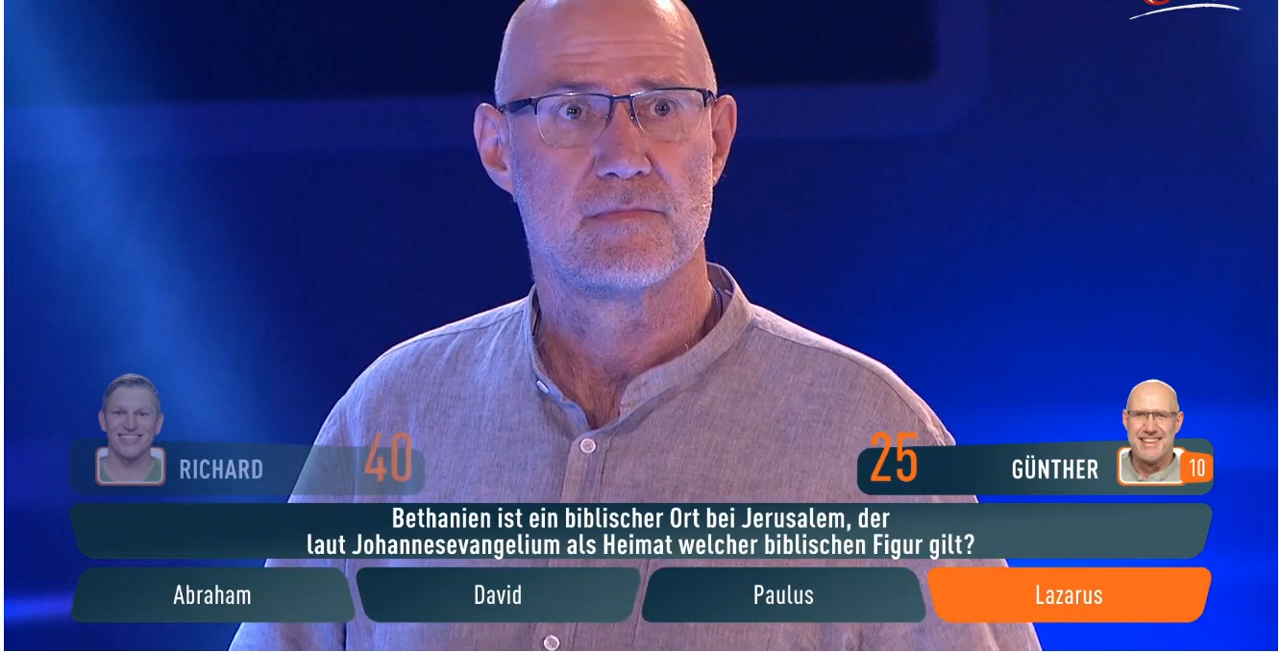 RICHARD 40
25 GÜNTHER 10
Bethanien ist ein biblischer Ort bei Jerusalem, der
laut Johannesevangelium als Heimat welcher biblischen Figur gilt?
Abraham David Paulus Lazarus